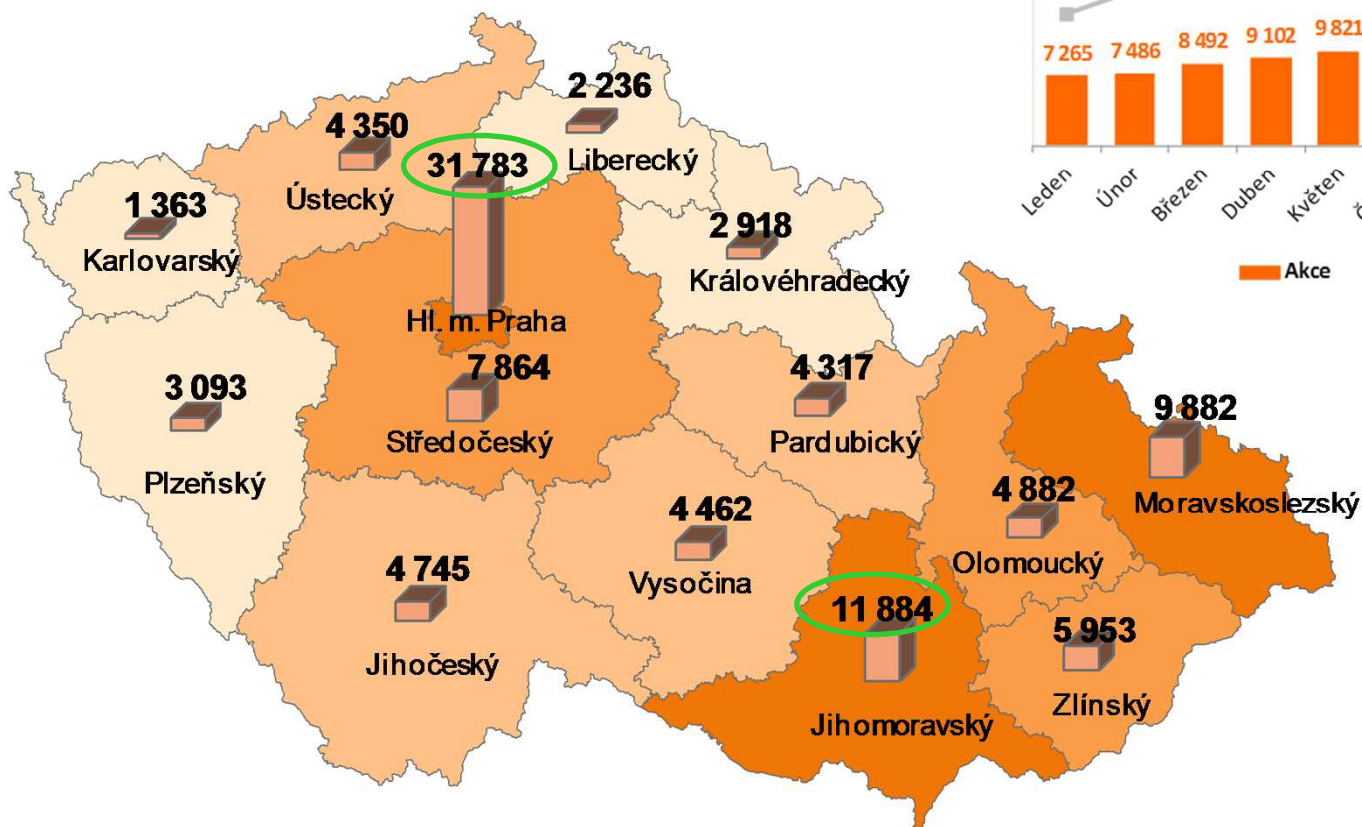 7 265
7 486
8 492
9 102
9 821
Leden
Únor
Březen
Duben
Květen
Akce
2 236
Liberecký
4 350
Ústecký
31 783
Hl. m. Praha
1 363
Karlovarský
2 918
Královéhradecký
3 093
Plzeňský
7 864
Středočeský
4 317
Pardubický
9 882
Moravskoslezský
4 882
Olomoucký
4 462
Vysočina
4 745
Jihočeský
11 884
Jihomoravský
5 953
Zlínský